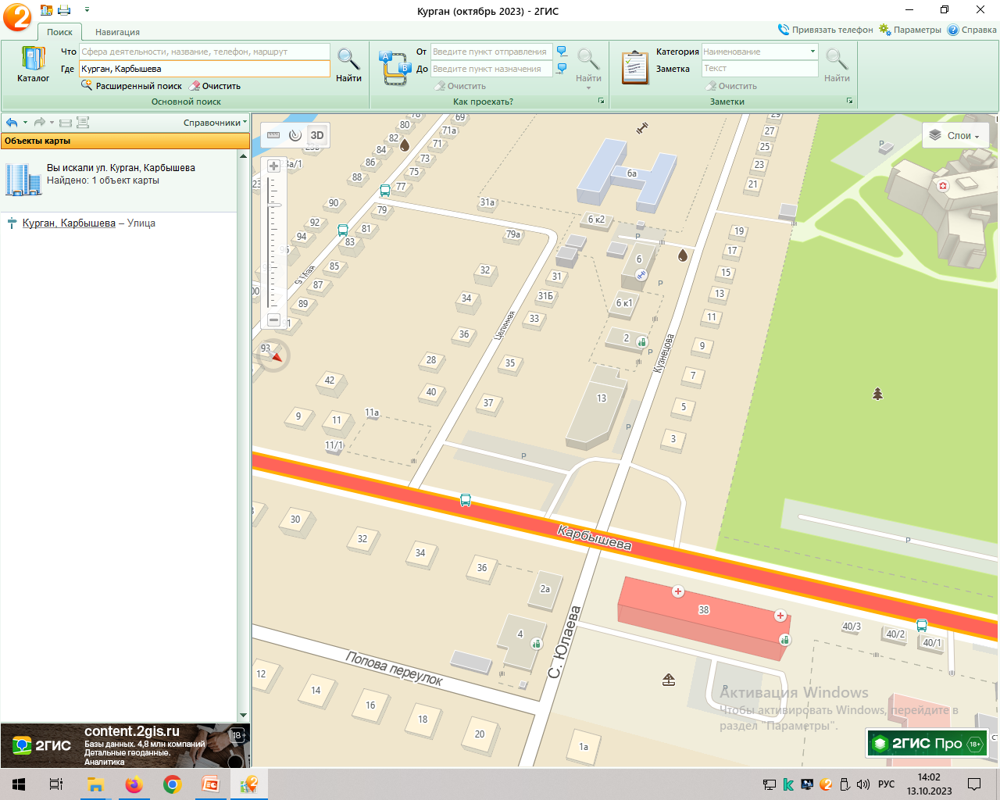 Курган (октябрь 2023) - 2ГИС
Поиск
Навигация
Привязать телефон
Параметры
Справка
Каталог
Что
Сфера деятельности, название, телефон, маршрут
Где
Курган, Карбышева
Найти
Расширенный поиск
Очистить
Основной поиск
От
Введите пункт отправления
До
Введите пункт назначения
Найти
Очистить
Как проехать?
Категория
Наименование
Заметка
Текст
Найти
Очистить
Заметки
Справочники
Объекты карты
Вы искали ул. Курган, Карбышева
Найдено: 1 объект карты
Курган, Карбышева – Улица
3D
Слои
80
69
71а
82
71
84
73
86
75
88
77
90
79
92
81
94
83
85
87
89
93
9 Мая
31а
79а
32
34
36
28
40
42
9
11
11а
11/1
31
31Б
33
35
37
Целинная
6а
6 к2
6
6 к1
2
13
Кузнецова
29
27
25
23
21
19
17
15
13
11
9
7
5
3
P
P
P
P
P
P
P
P
Карбышева
30
32
34
36
2а
4
С. Юлаева
38
40/3
40/2
40/1
Попова переулок
12
14
16
18
20
1а
Активация Windows
Чтобы активировать Windows, перейдите в
раздел "Параметры".
2ГИС Про 18+
2ГИС
content.2gis.ru
Базы данных. 4,8 млн компаний
Детальные геоданные.
Аналитика
18+
РУС
14:02
13.10.2023